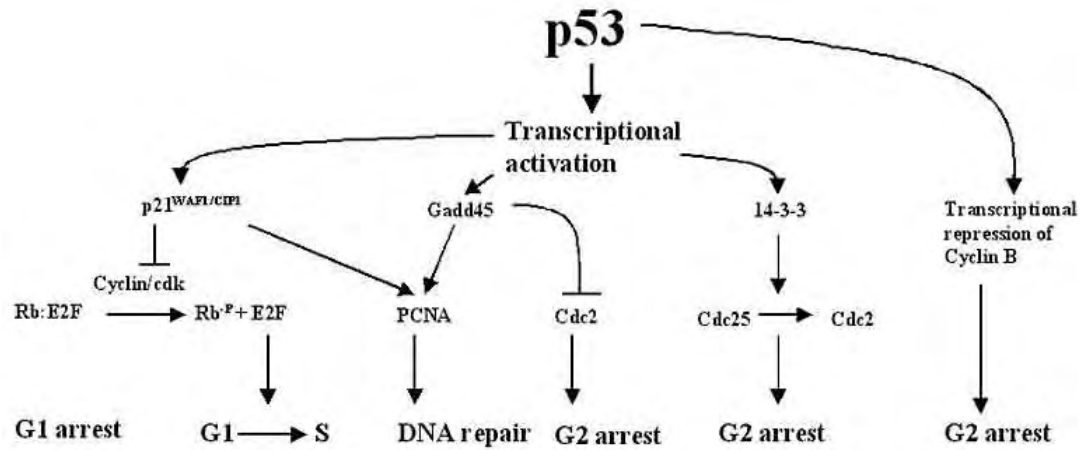 p53
Transcriptional
activation
p21WAF1/CIP1
Gadd45
14-3-3
Transcriptional
repression of
Cyclin B
Cyclin/cdk
Rb:E2F
Rb-P + E2F
PCNA
Cdc2
Cdc25
Cdc2
G1 arrest
G1
S
DNA repair
G2 arrest
G2 arrest
G2 arrest